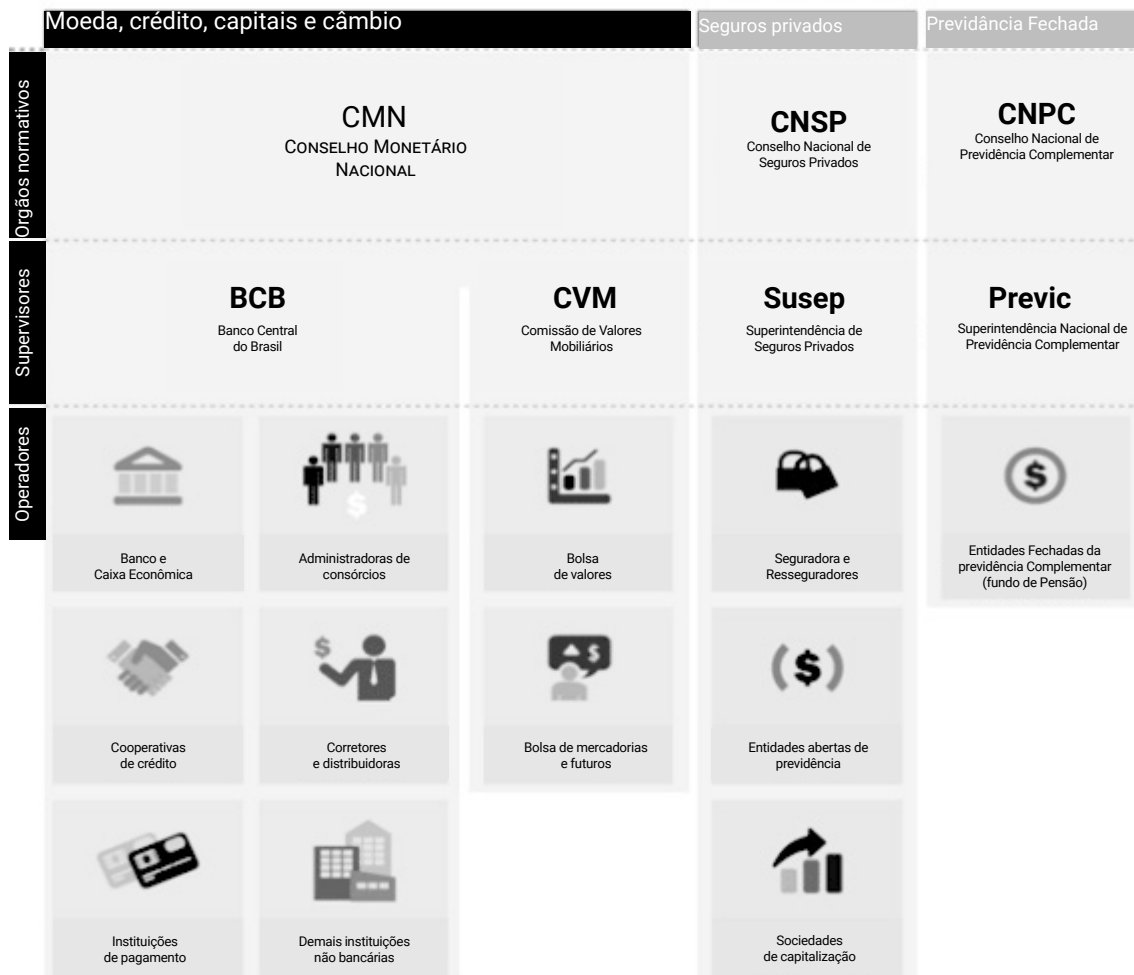 Moeda, crédito, capitais e câmbio
Seguros privados
Previdância Fechada
Orgãos normativos
CMN
CONSELHO MONETÁRIO
NACIONAL
CNSP
Conselho Nacional de
Seguros Privados
CNPC
Conselho Nacional de
Previdência Complementar
Supervisores
BCB
Banco Central
do Brasil
CVM
Comissão de Valores
Mobiliários
Susep
Superintendência de
Seguros Privados
Previc
Superintendência Nacional de
Previdência Complementar
Operadores
Banco e
Caixa Econômica
Administradoras de
consórcios
Bolsa
de valores
Seguradora e
Resseguradores
Entidades Fechadas da
previdência Complementar
(fundo de Pensão)
Cooperativas
de crédito
Corretores
e distribuidoras
Bolsa de mercadorias
e futuros
Entidades abertas de
previdência
Instituições
de pagamento
Demais instituições
não bancárias
Sociedades
de capitalização